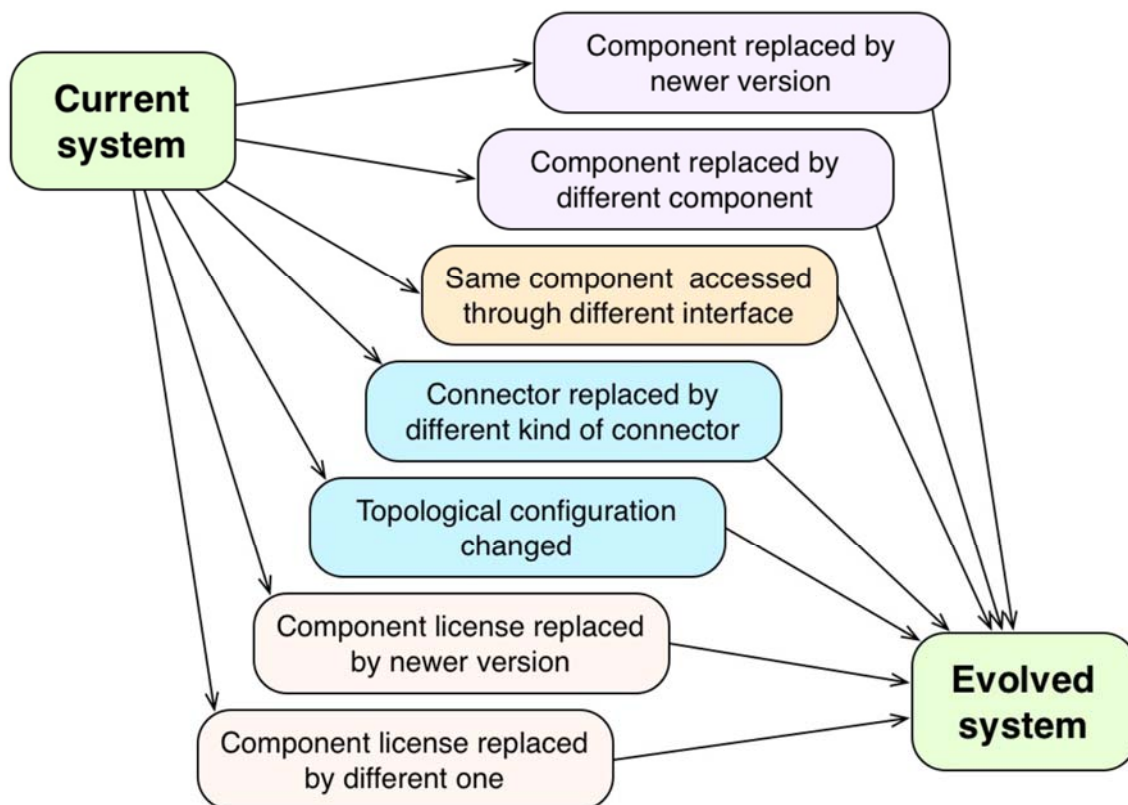 Current
system
Component replaced by
newer version
Component replaced by
different component
Same component accessed
through different interface
Connector replaced by
different kind of connector
Topological configuration
changed
Component license replaced
by newer version
Component license replaced
by different one
Evolved
system